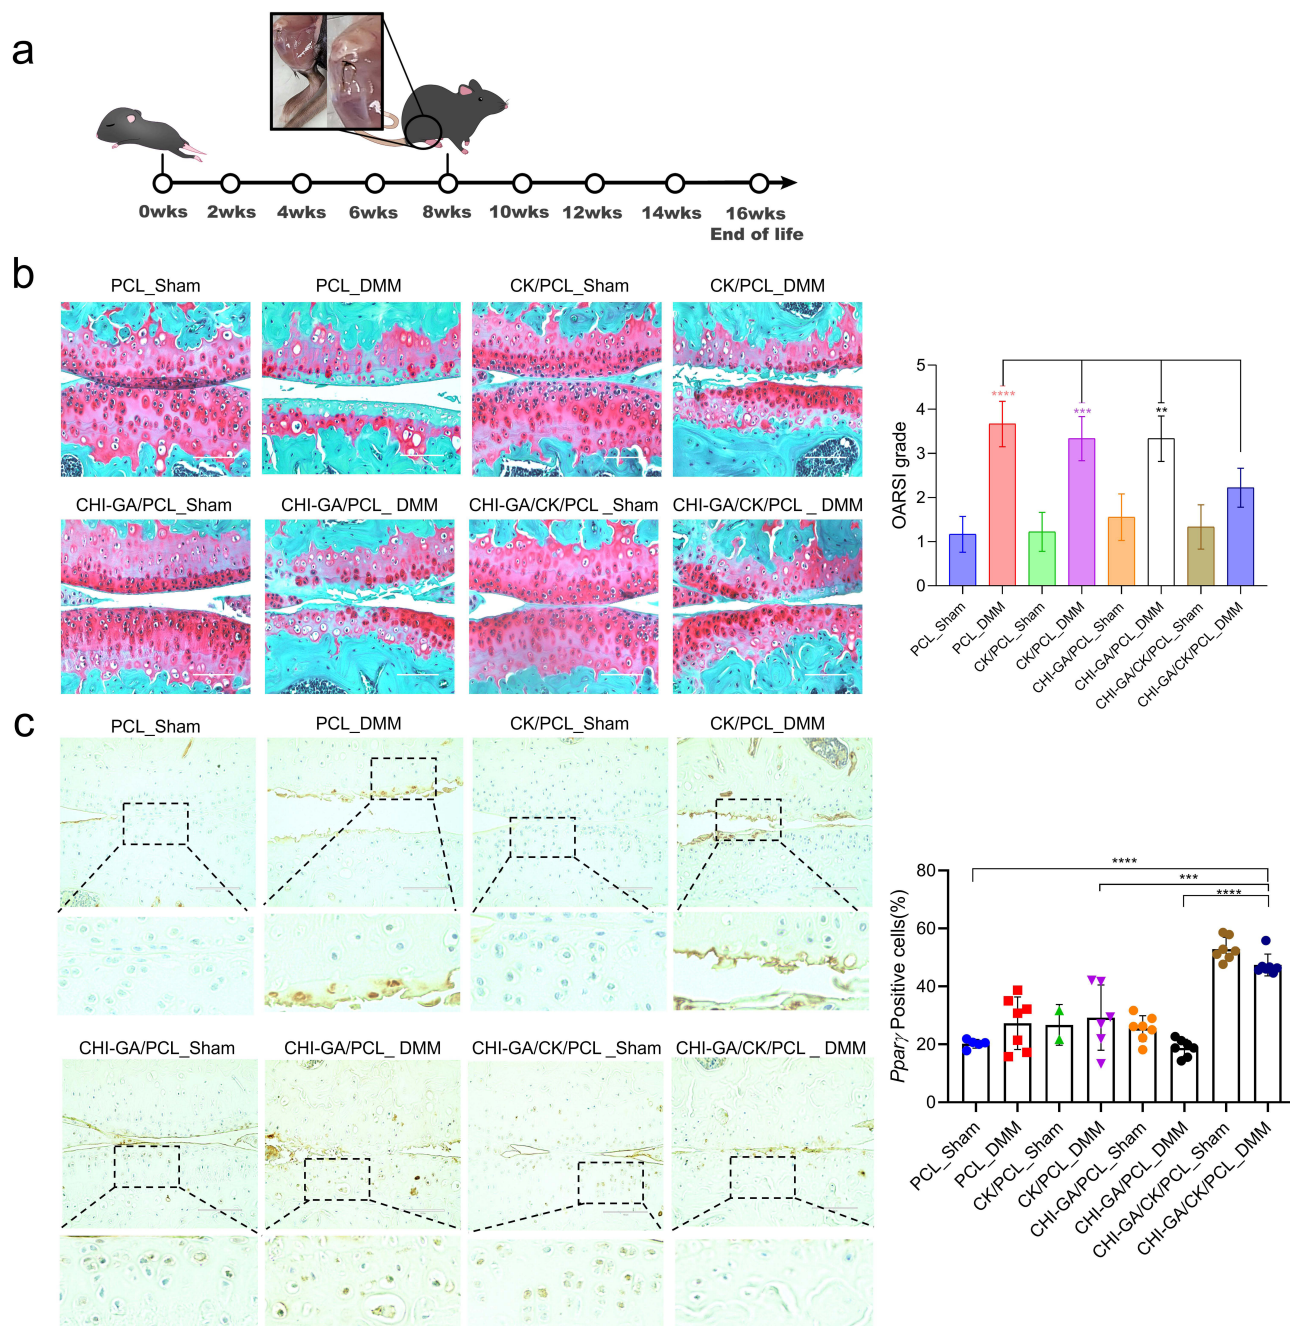 a
0wks 2wks 4wks 6wks 8wks 10wks 12wks 14wks 16wks
End of life
b
PCL_Sham PCL_DMM CK/PCL_Sham CK/PCL_DMM
CHI-GA/PCL_Sham CHI-GA/PCL_ DMM CHI-GA/CK/PCL _Sham CHI-GA/CK/PCL _ DMM
OARSI grade
5
4
3
2
1
0
**** *** **
PCL_Sham
PCL_DMM
CK/PCL_Sham
CK/PCL_DMM
CHI-GA/PCL_Sham
CHI-GA/PCL_DMM
CHI-GA/CK/PCL_Sham
CHI-GA/CK/PCL_DMM
c
PCL_Sham PCL_DMM CK/PCL_Sham CK/PCL_DMM
CHI-GA/PCL_Sham CHI-GA/PCL_ DMM CHI-GA/CK/PCL _Sham CHI-GA/CK/PCL _ DMM
Pparγ Positive cells(%)
80
60
40
20
0
****
***
****
PCL_Sham
PCL_DMM
CK/PCL_Sham
CK/PCL_DMM
CHI-GA/PCL_Sham
CHI-GA/PCL_DMM
CHI-GA/CK/PCL_Sham
CHI-GA/CK/PCL_DMM